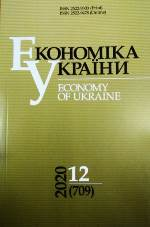 ЕКОНОМІКА
УКРАЇНИ
ECONOMY
OF UKRAINE
2020
12
(709)